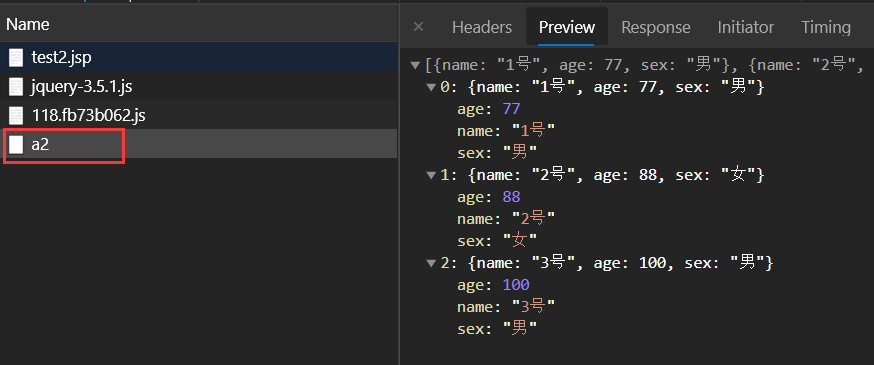 Name
test2.jsp
jquery-3.5.1.js
118.fb73b062.js
a2
× Headers Preview Response Initiator Timing
▼[{name: "1号", age: 77, sex: "男"}, {name: "2号",
▼0: {name: "1号", age: 77, sex: "男"}
age: 77
name: "1号"
sex: "男"
▼1: {name: "2号", age: 88, sex: "女"}
age: 88
name: "2号"
sex: "女"
▼2: {name: "3号", age: 100, sex: "男"}
age: 100
name: "3号"
sex: "男"